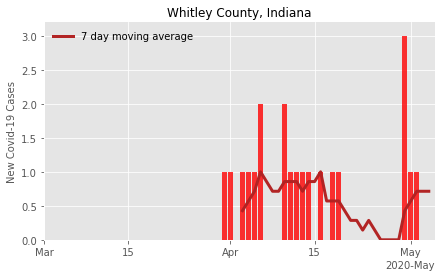 Whitley County, Indiana
7 day moving average
New Covid-19 Cases
3.0
2.5
2.0
1.5
1.0
0.5
0.0
Mar 15 Apr 15 May
2020-May